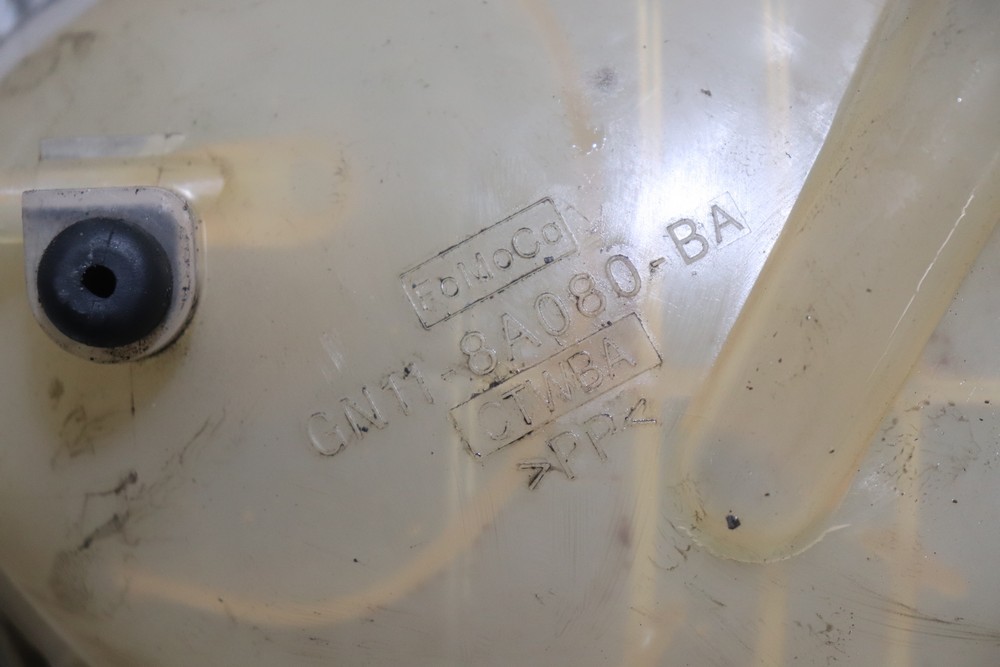 FoMoCo
GN11-8A080-BA
CTWBA
>PP<